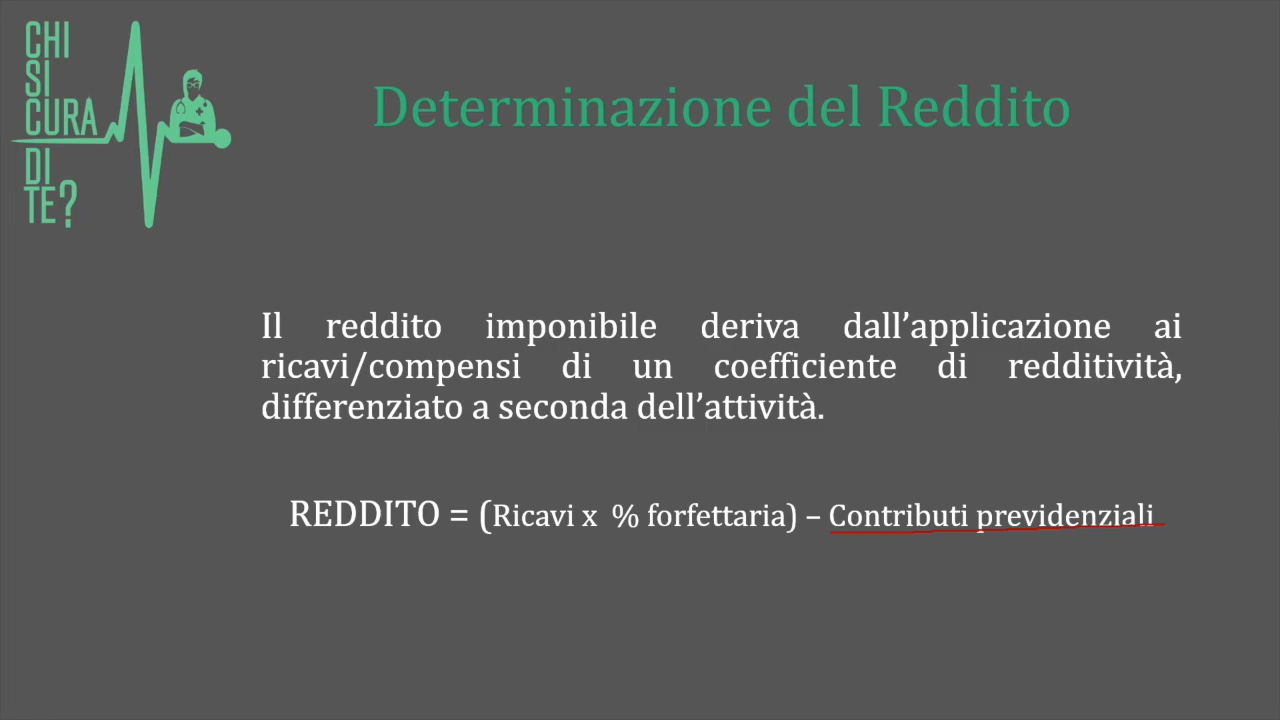 CHI
SI
CURA
DI
TE?
Determinazione del Reddito
Il reddito imponibile deriva dall’applicazione ai
ricavi/compensi di un coefficiente di redditività,
differenziato a seconda dell’attività.
REDDITO = (Ricavi x % forfettaria) – Contributi previdenziali